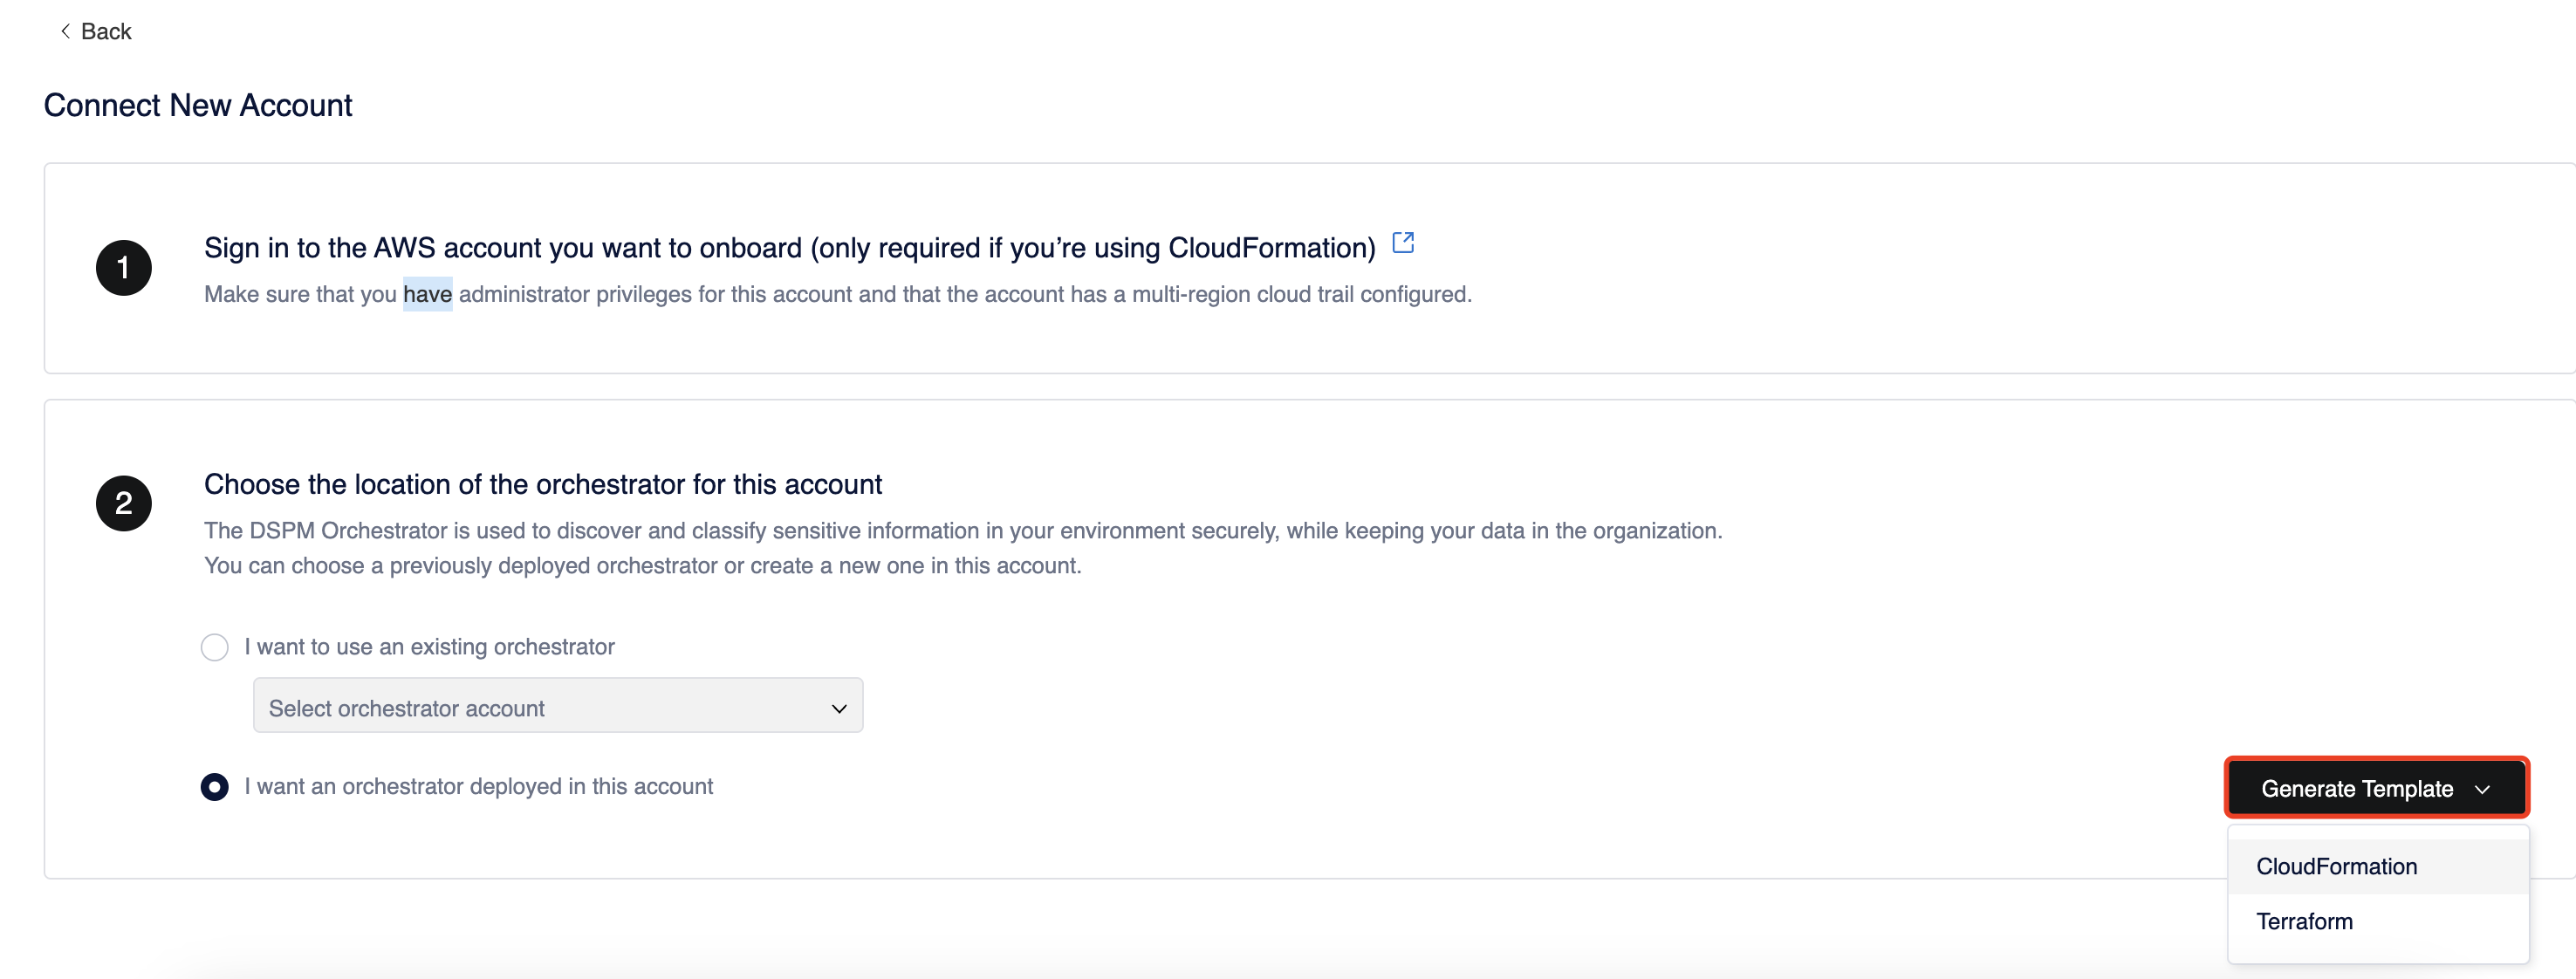 Back
Connect New Account
1
Sign in to the AWS account you want to onboard (only required if you’re using CloudFormation)
Make sure that you have administrator privileges for this account and that the account has a multi-region cloud trail configured.
2
Choose the location of the orchestrator for this account
The DSPM Orchestrator is used to discover and classify sensitive information in your environment securely, while keeping your data in the organization.
You can choose a previously deployed orchestrator or create a new one in this account.
I want to use an existing orchestrator
Select orchestrator account
I want an orchestrator deployed in this account
Generate Template
CloudFormation
Terraform